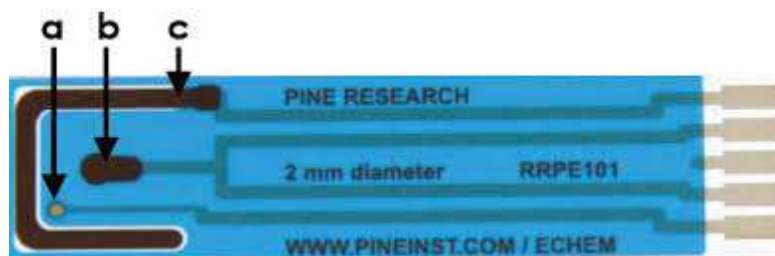 a b c
PINE RESEARCH
2 mm diameter RRPE101
WWW.PINEINST.COM / ECHEM